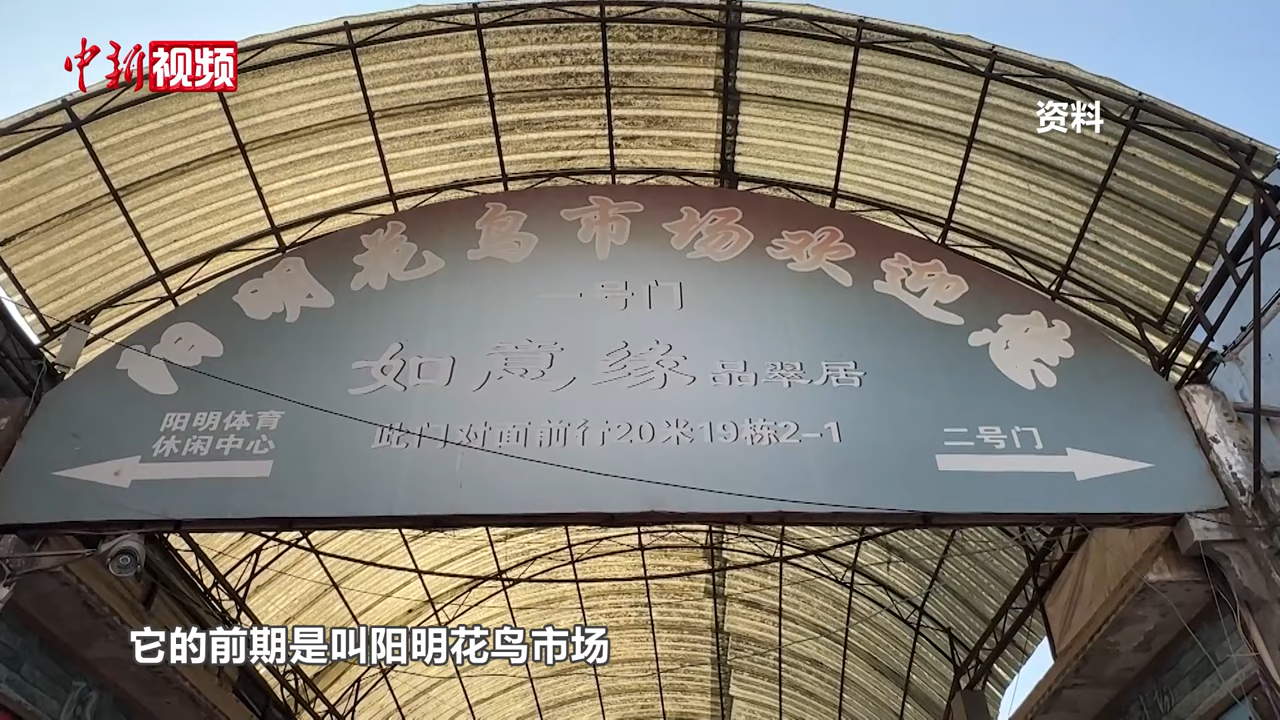 中新视频
资料
阳明花鸟市场欢迎您
一号门
如意缘品翠居
此门对面前行20米19栋2-1
阳明体育
休闲中心
二号门
它的前期是叫阳明花鸟市场